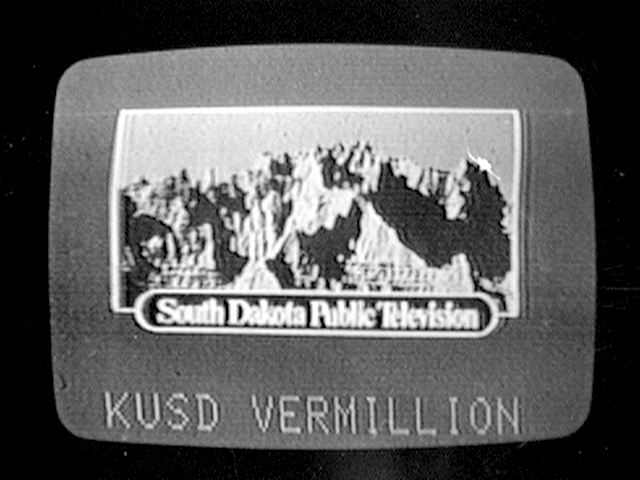 South Dakota Public Television
KUSD VERMILLION